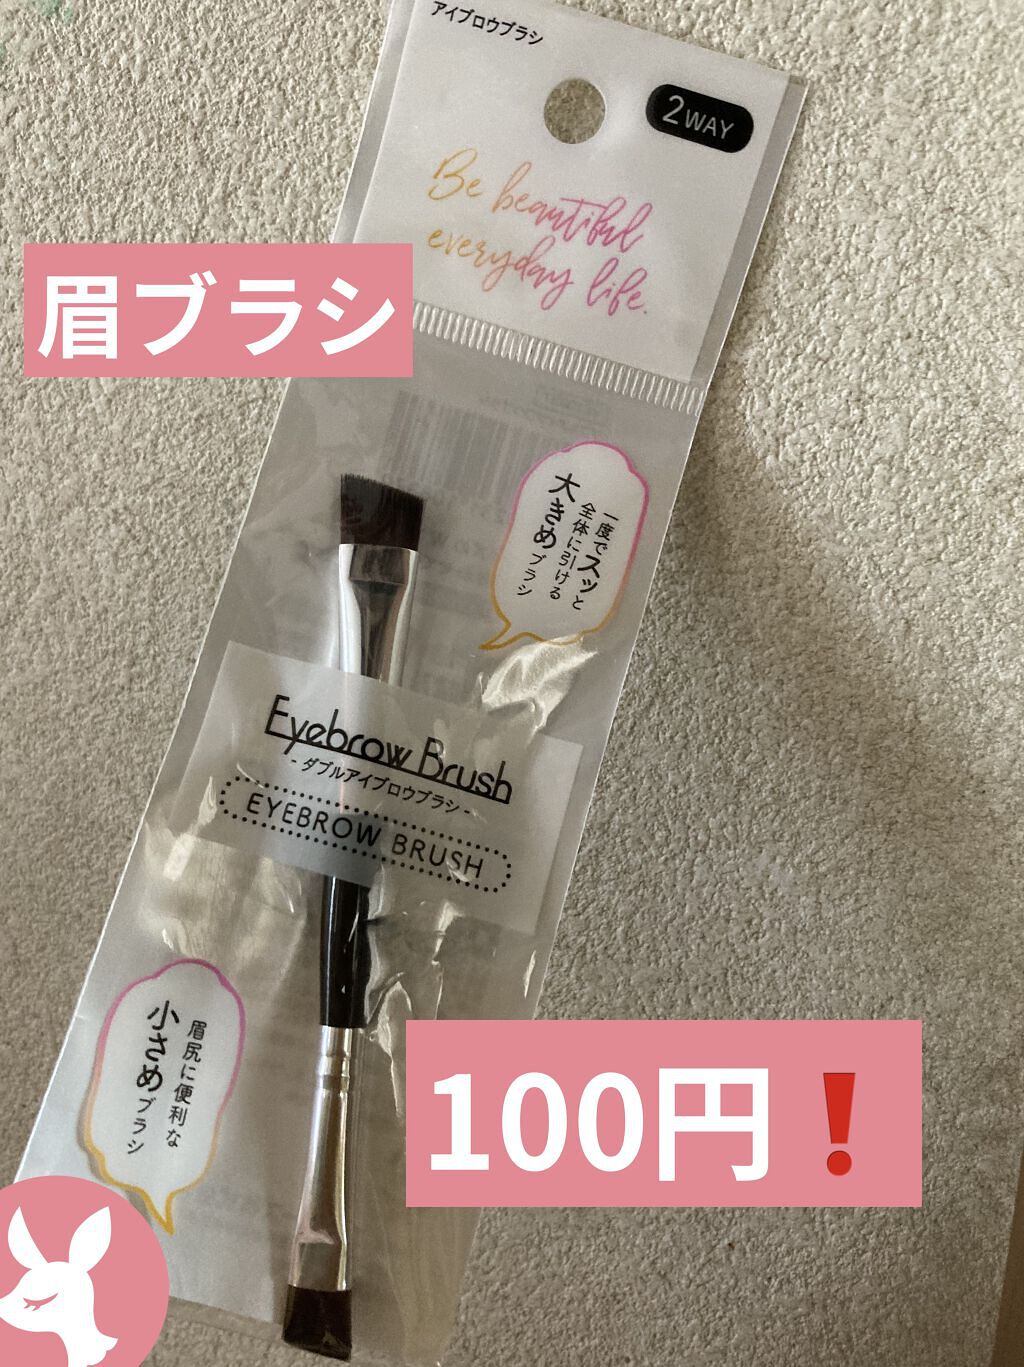 アイブロウブラシ
2WAY
Be beautiful
everyday life.
眉ブラシ
一度でスッと
全体に引ける
大きめブラシ
Eyebrow Brush
- ダブルアイブロウブラシ -
EYEBROW BRUSH
眉尻に便利な
小さめブラシ
100円❗